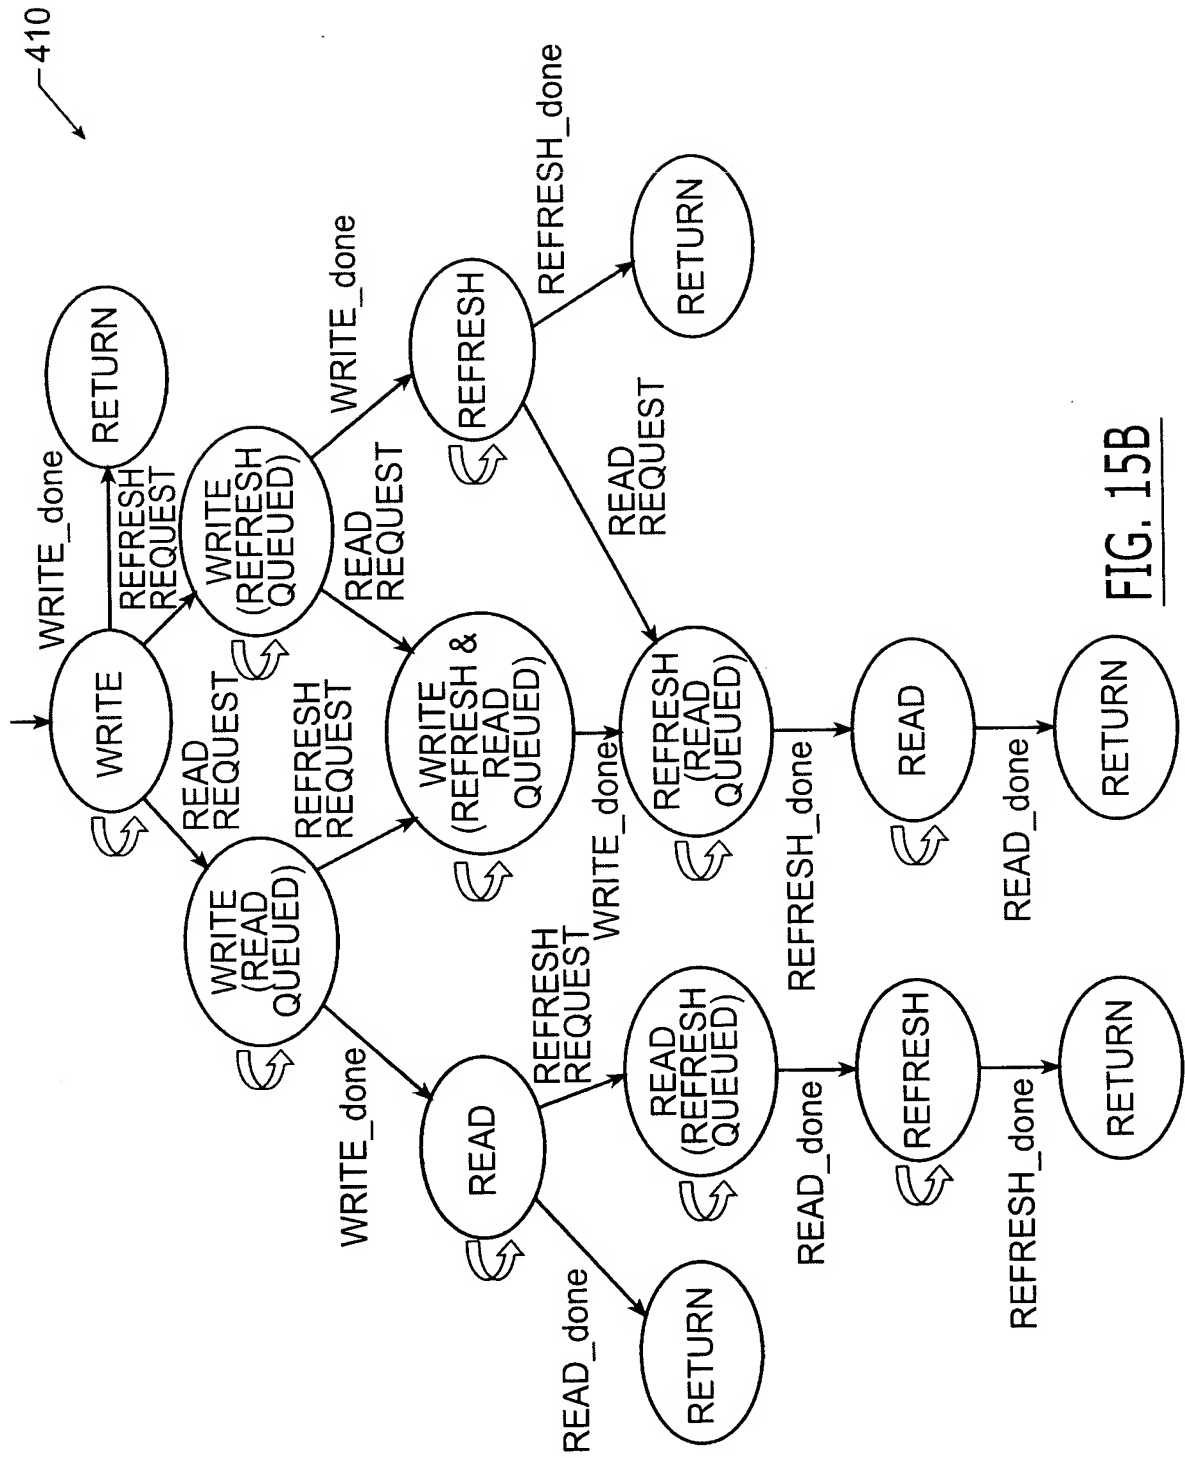 410
WRITE_done
RETURN
WRITE
REFRESH
REQUEST
READ
REQUEST
WRITE
(REFRESH
QUEUED)
WRITE
(READ
QUEUED)
WRITE_done
READ
REQUEST
REFRESH
REQUEST
WRITE_done
REFRESH
WRITE
(REFRESH &
READ
QUEUED)
READ
REFRESH_done
READ
REQUEST
WRITE_done
REFRESH
REQUEST
READ_done
RETURN
REFRESH
(READ
QUEUED)
READ
(REFRESH
QUEUED)
RETURN
REFRESH_done
READ_done
READ
REFRESH
READ_done
REFRESH_done
RETURN
RETURN
FIG. 15B